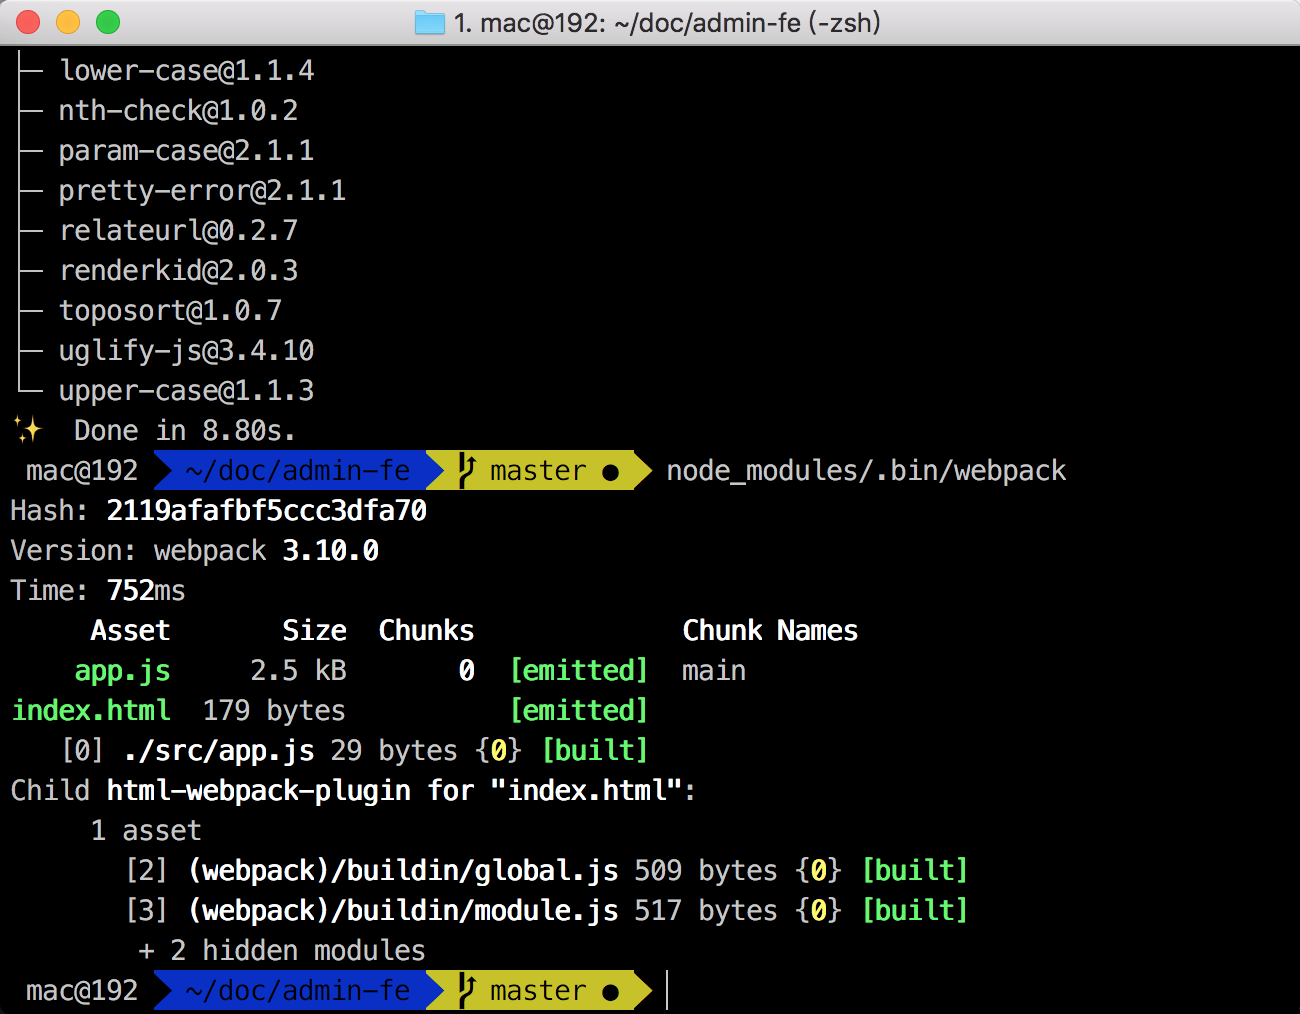 1. mac@192: ~/doc/admin-fe (-zsh)
├─ lower-case@1.1.4
├─ nth-check@1.0.2
├─ param-case@2.1.1
├─ pretty-error@2.1.1
├─ relateurl@0.2.7
├─ renderkid@2.0.3
├─ toposort@1.0.7
├─ uglify-js@3.4.10
└─ upper-case@1.1.3
✨  Done in 8.80s.
mac@192 ~/doc/admin-fe master ● node_modules/.bin/webpack
Hash: 2119afafbf5ccc3dfa70
Version: webpack 3.10.0
Time: 752ms
Asset Size Chunks Chunk Names
app.js 2.5 kB 0 [emitted] main
index.html 179 bytes [emitted]
[0] ./src/app.js 29 bytes {0} [built]
Child html-webpack-plugin for "index.html":
1 asset
[2] (webpack)/buildin/global.js 509 bytes {0} [built]
[3] (webpack)/buildin/module.js 517 bytes {0} [built]
+ 2 hidden modules
mac@192 ~/doc/admin-fe master ●